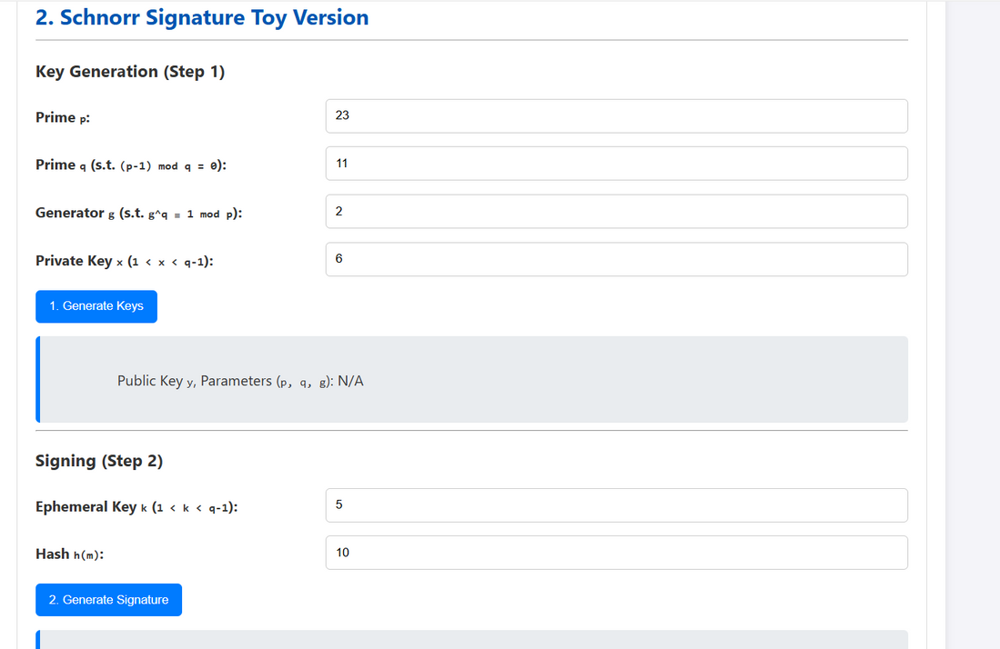 2. Schnorr Signature Toy Version
Key Generation (Step 1)
Prime p:
23
Prime q (s.t. (p-1) mod q = 0):
11
Generator g (s.t. g^q ≡ 1 mod p):
2
Private Key x (1 < x < q-1):
6
1. Generate Keys
Public Key y, Parameters (p, q, g): N/A
Signing (Step 2)
Ephemeral Key k (1 < k < q-1):
5
Hash h(m):
10
2. Generate Signature